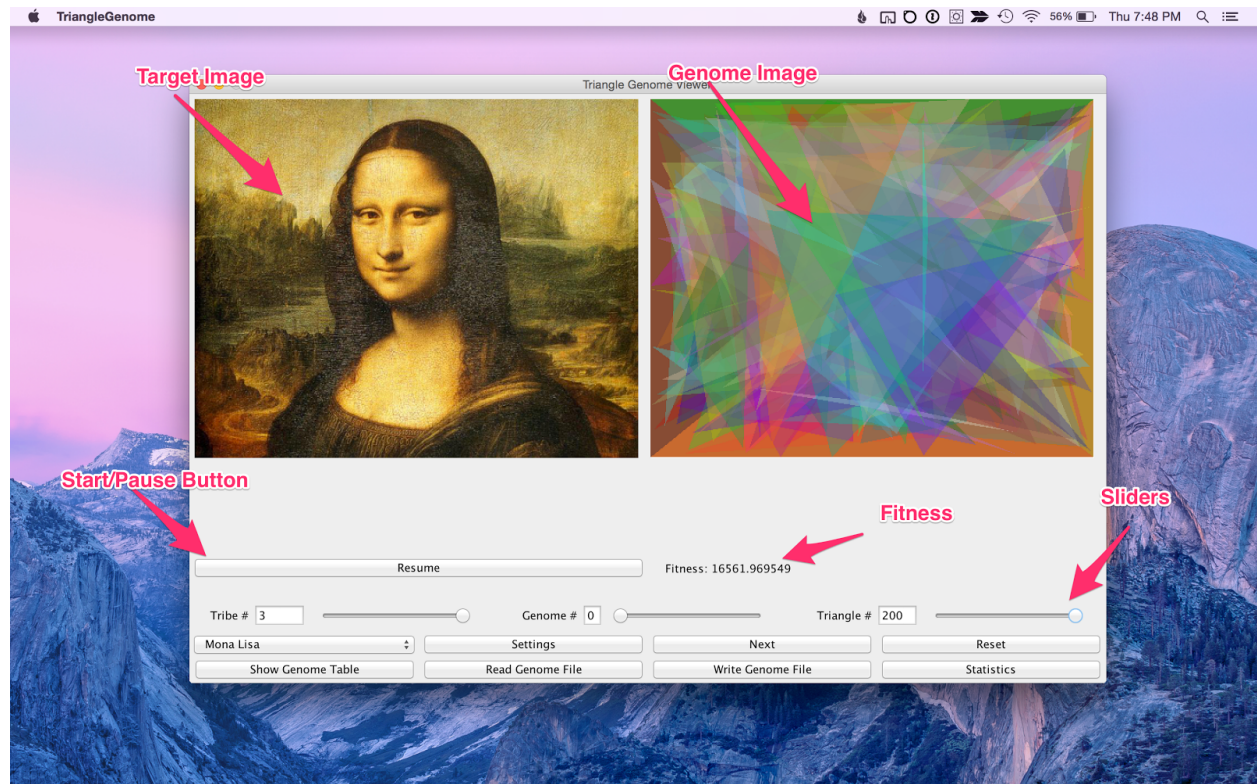 TriangleGenome
56% Thu 7:48 PM
Target Image
Genome Image
Triangle Genome Viewer
Start/Pause Button
Sliders
Fitness
Resume
Fitness: 16561.969549
Tribe # 3 Genome # 0 Triangle # 200
Mona Lisa Settings Next Reset
Show Genome Table Read Genome File Write Genome File Statistics